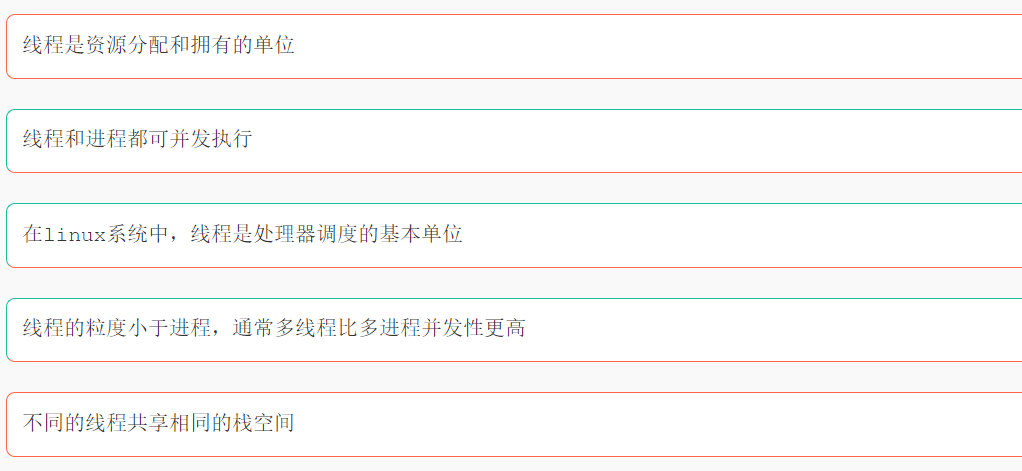 线程是资源分配和拥有的单位
线程和进程都可并发执行
在linux系统中，线程是处理器调度的基本单位
线程的粒度小于进程，通常多线程比多进程并发性更高
不同的线程共享相同的栈空间